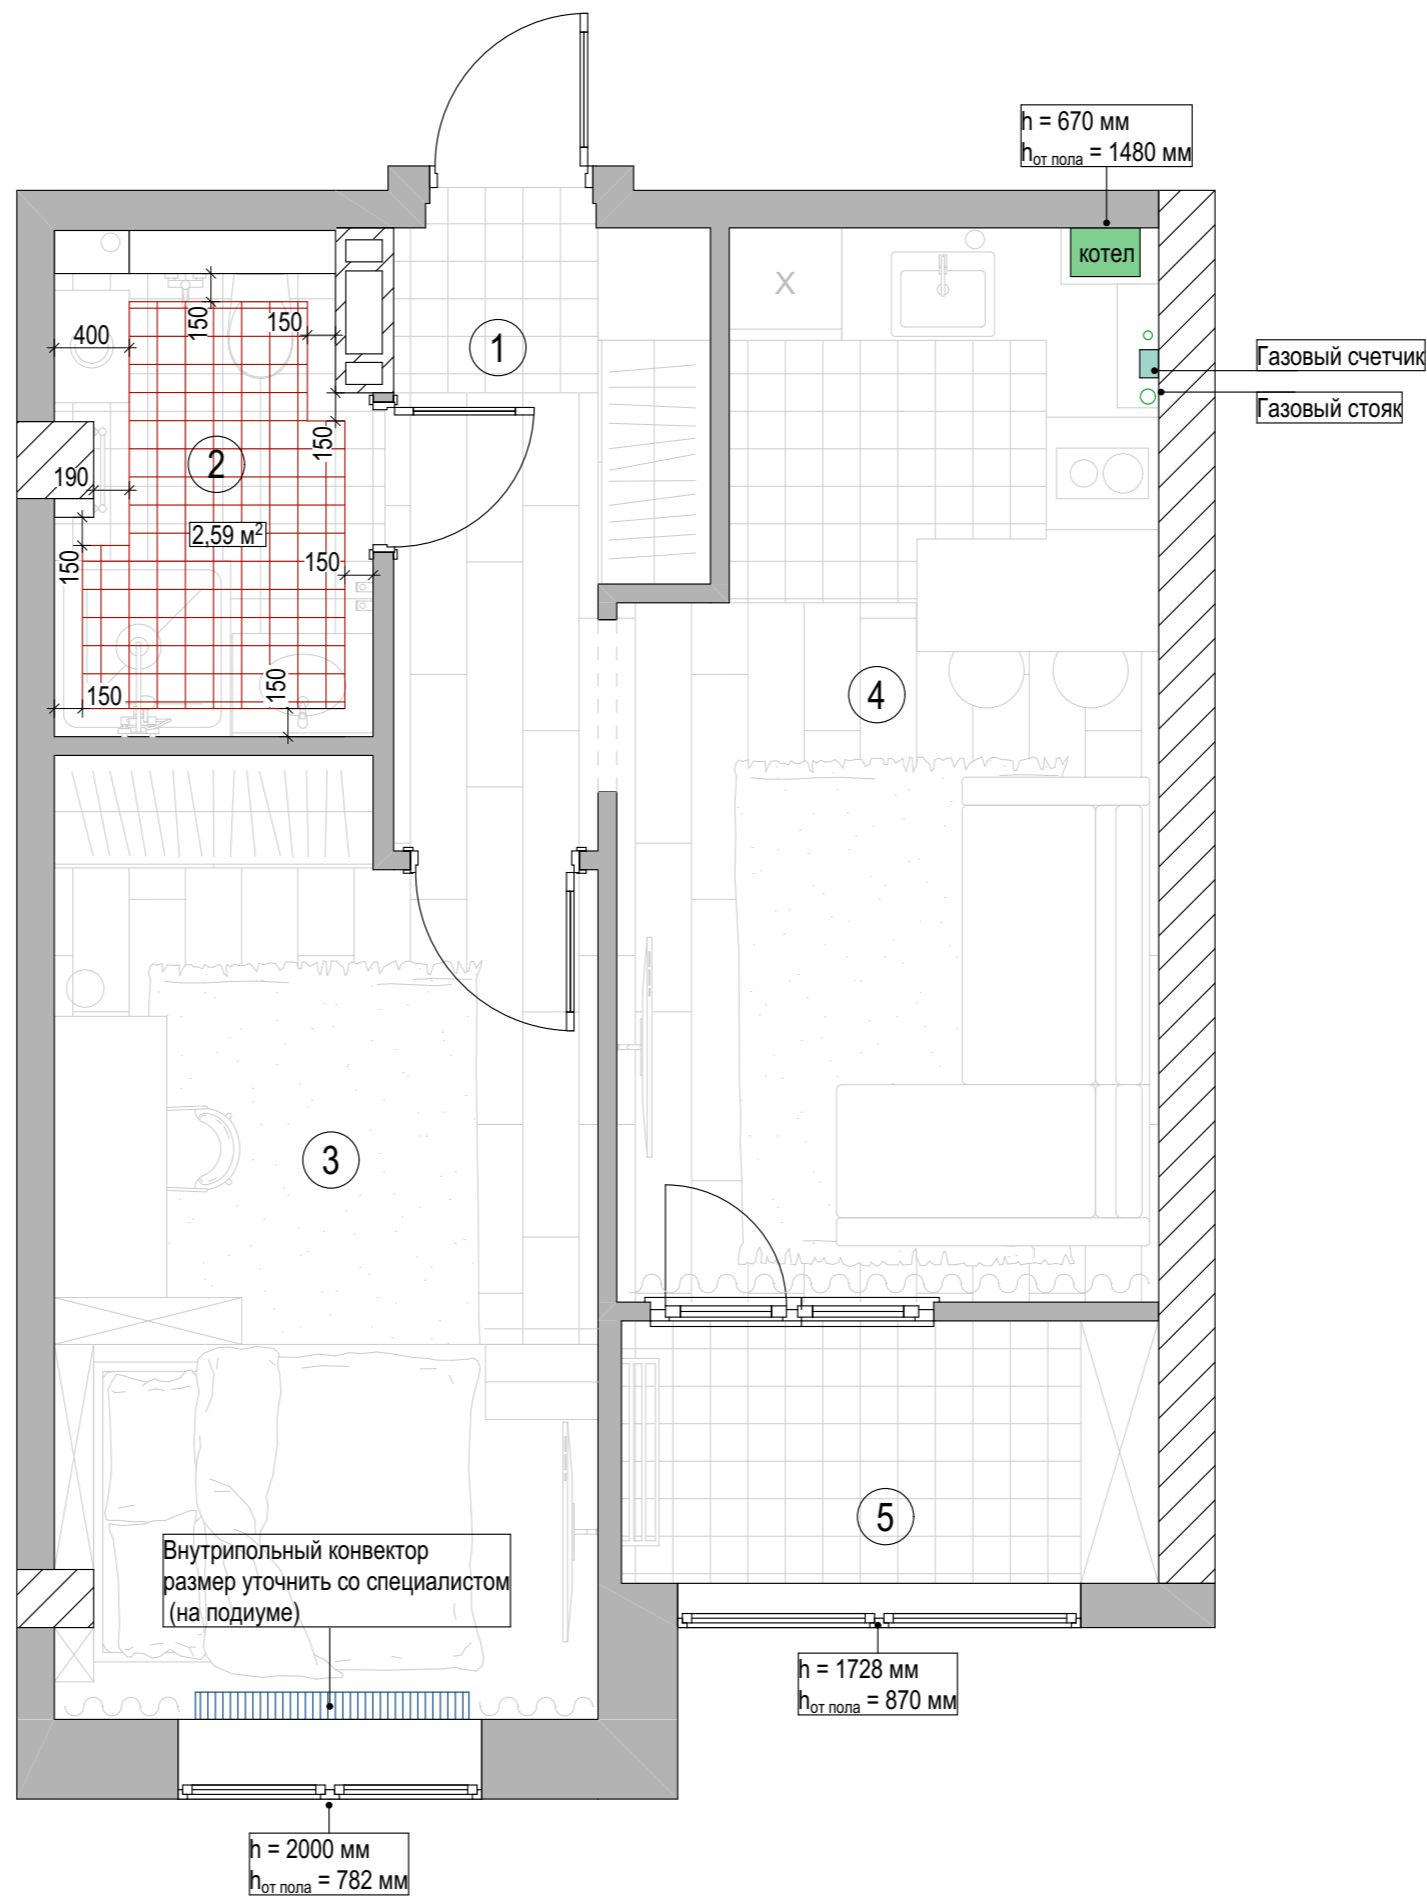 h = 670 мм
hот пола = 1480 мм
котел
150
400
150
1
Газовый счетчик
Газовый стояк
X
150
2
190
2,59 м²
150
150
150
150
4
3
5
Внутрипольный конвектор
размер уточнить со специалистом
(на подиуме)
h = 1728 мм
hот пола = 870 мм
h = 2000 мм
hот пола = 782 мм